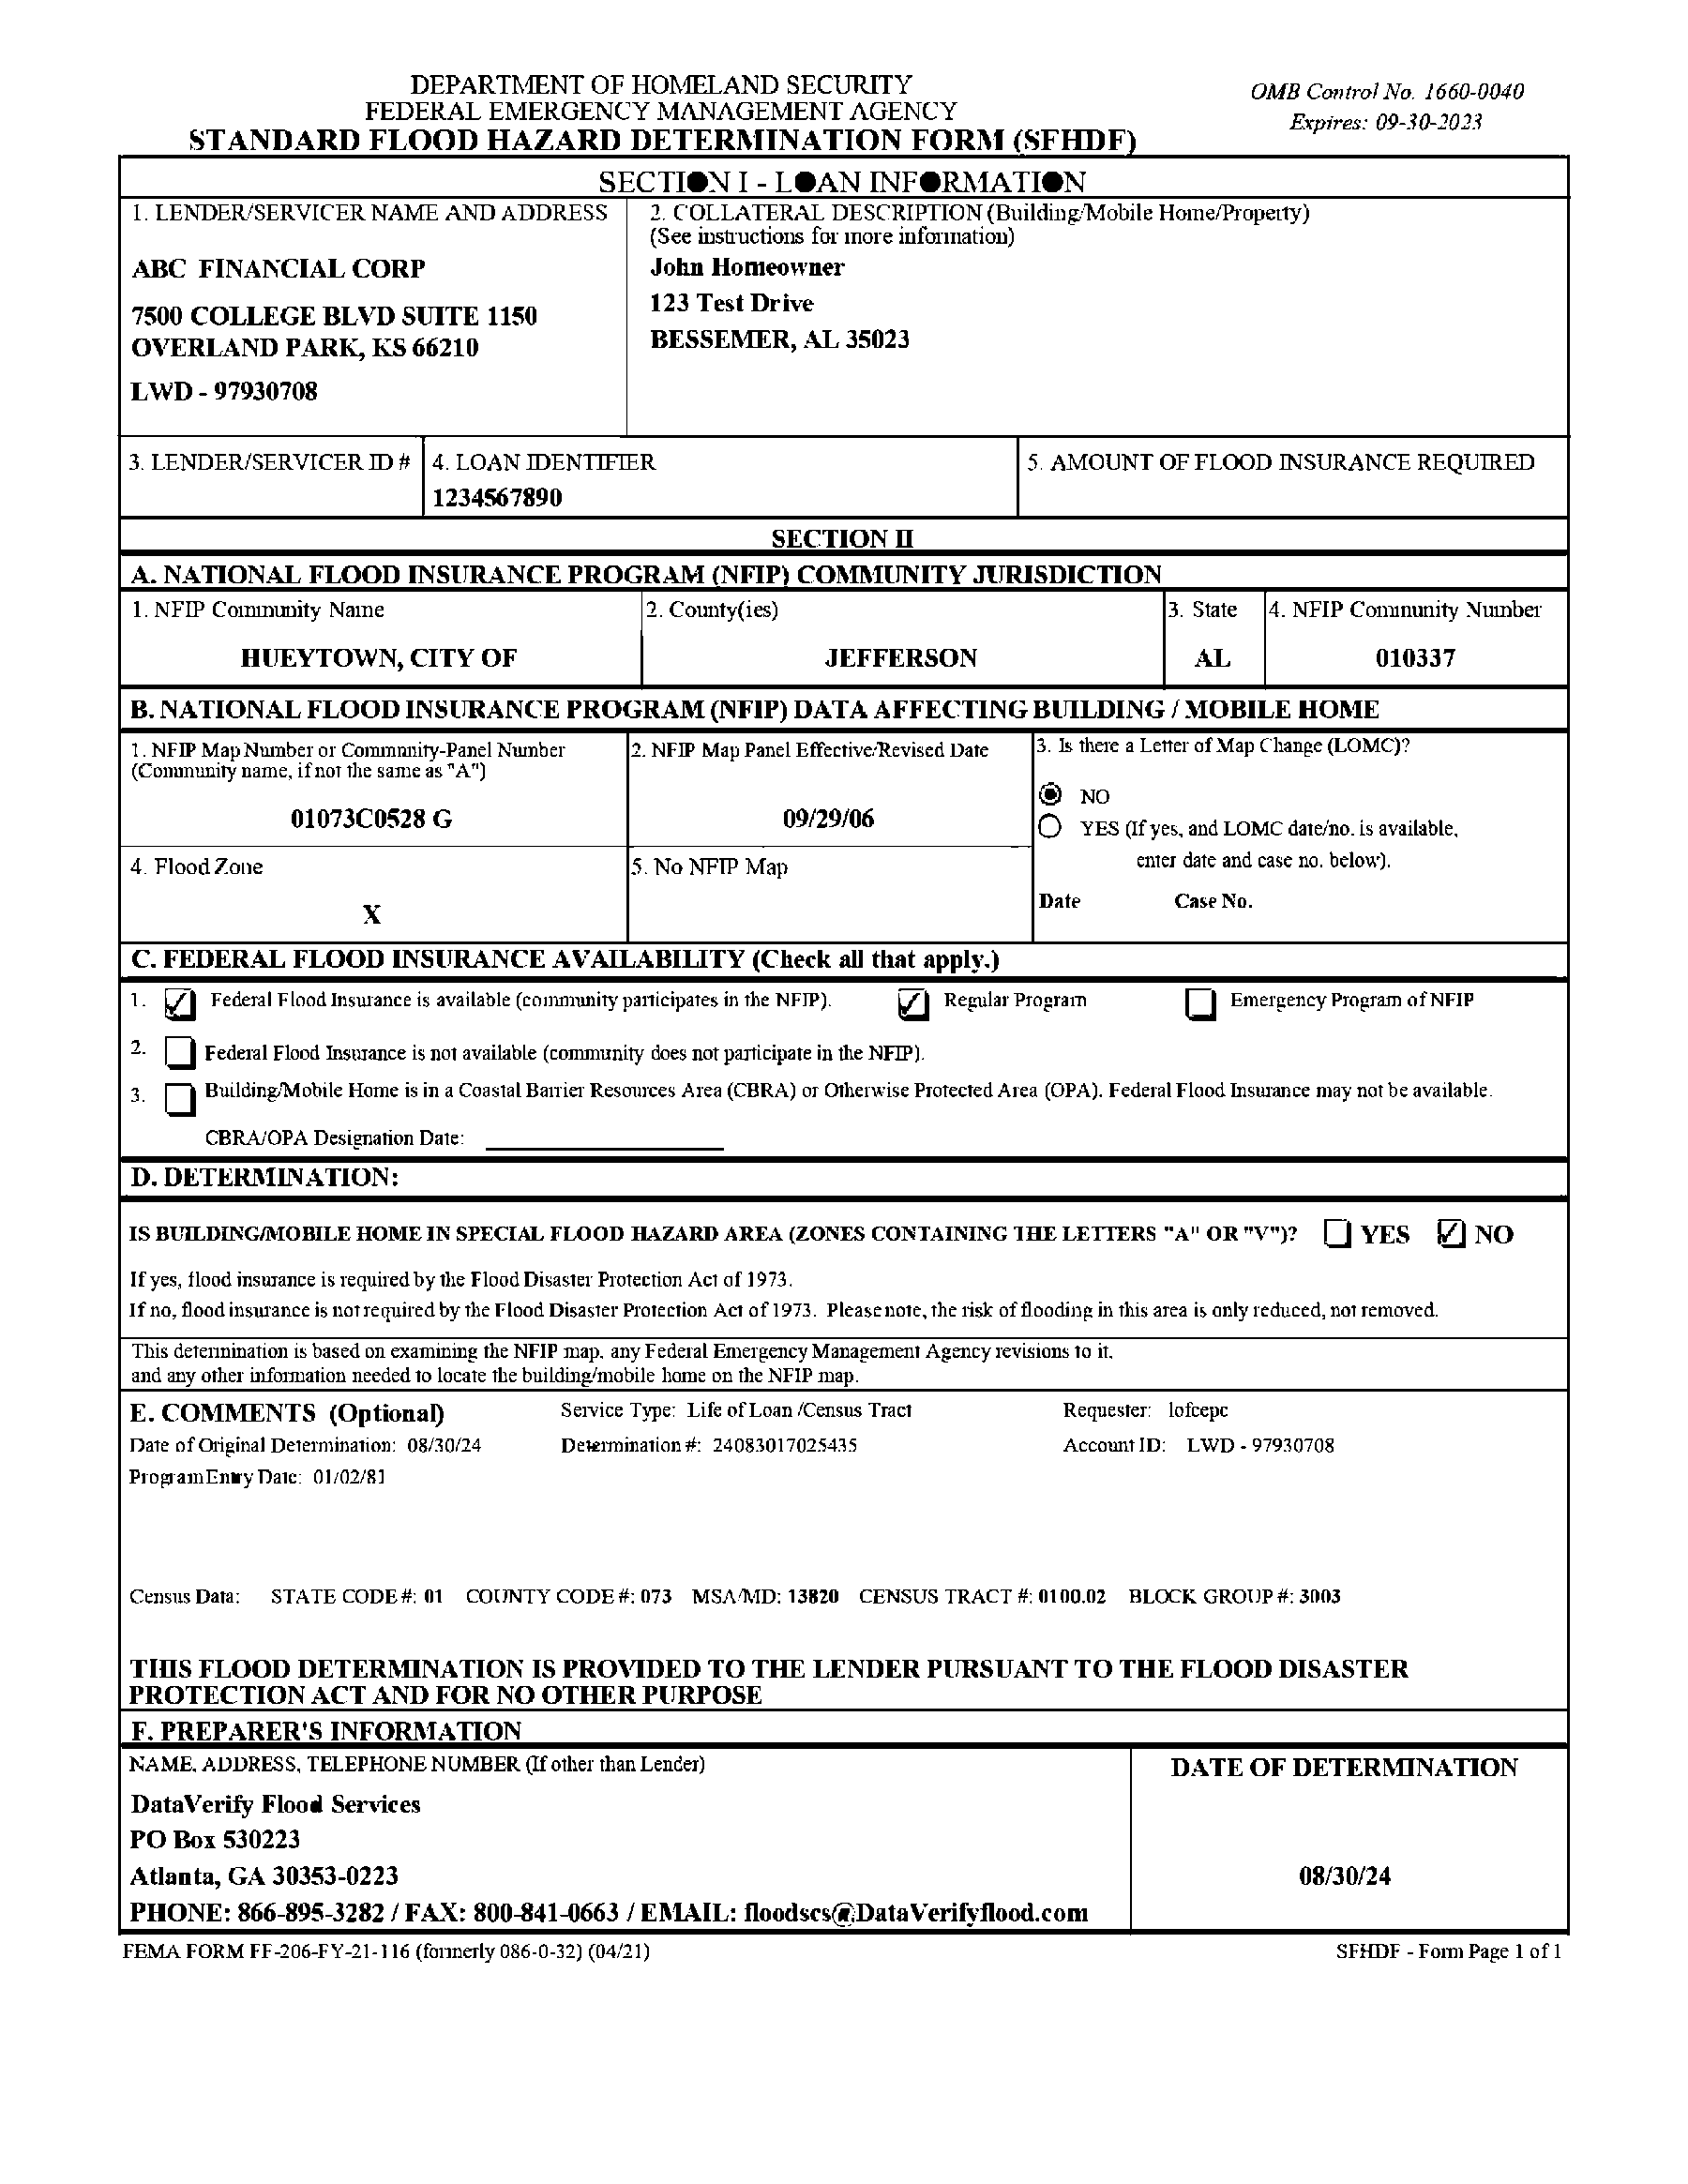 DEPARTMENT OF HOMELAND SECURITY
FEDERAL EMERGENCY MANAGEMENT AGENCY
STANDARD FLOOD HAZARD DETERMINATION FORM (SFHDF)
OMB Control No. 1660-0040
Expires: 09-30-2023
SECTION I - LOAN INFORMATION
1. LENDER/SERVICER NAME AND ADDRESS
ABC FINANCIAL CORP
7500 COLLEGE BLVD SUITE 1150
OVERLAND PARK, KS 66210
LWD - 97930708
2. COLLATERAL DESCRIPTION (Building/Mobile Home/Property)
(See instructions for more information)
John Homeowner
123 Test Drive
BESSEMER, AL 35023
3. LENDER/SERVICER ID #
4. LOAN IDENTIFIER
1234567890
5. AMOUNT OF FLOOD INSURANCE REQUIRED
SECTION II
A. NATIONAL FLOOD INSURANCE PROGRAM (NFIP) COMMUNITY JURISDICTION
1. NFIP Community Name
HUEYTOWN, CITY OF
2. County(ies)
JEFFERSON
3. State
AL
4. NFIP Community Number
010337
B. NATIONAL FLOOD INSURANCE PROGRAM (NFIP) DATA AFFECTING BUILDING / MOBILE HOME
1. NFIP Map Number or Community-Panel Number
(Community name, if not the same as "A")
01073C0528 G
2. NFIP Map Panel Effective/Revised Date
09/29/06
3. Is there a Letter of Map Change (LOMC)?
NO
YES (If yes, and LOMC date/no. is available,
enter date and case no. below).
Date Case No.
4. Flood Zone
X
5. No NFIP Map
C. FEDERAL FLOOD INSURANCE AVAILABILITY (Check all that apply.)
1. Federal Flood Insurance is available (community participates in the NFIP). Regular Program Emergency Program of NFIP
2. Federal Flood Insurance is not available (community does not participate in the NFIP).
3. Building/Mobile Home is in a Coastal Barrier Resources Area (CBRA) or Otherwise Protected Area (OPA). Federal Flood Insurance may not be available.
CBRA/OPA Designation Date:
D. DETERMINATION:
IS BUILDING/MOBILE HOME IN SPECIAL FLOOD HAZARD AREA (ZONES CONTAINING THE LETTERS "A" OR "V")? YES NO
If yes, flood insurance is required by the Flood Disaster Protection Act of 1973.
If no, flood insurance is not required by the Flood Disaster Protection Act of 1973. Please note, the risk of flooding in this area is only reduced, not removed.
This determination is based on examining the NFIP map, any Federal Emergency Management Agency revisions to it,
and any other information needed to locate the building/mobile home on the NFIP map.
E. COMMENTS (Optional) Service Type: Life of Loan /Census Tract Requester: lofcepc
Date of Original Determination: 08/30/24 Determination #: 24083017025435 Account ID: LWD - 97930708
Program Entry Date: 01/02/81
Census Data: STATE CODE #: 01 COUNTY CODE #: 073 MSA/MD: 13820 CENSUS TRACT #: 0100.02 BLOCK GROUP #: 3003
THIS FLOOD DETERMINATION IS PROVIDED TO THE LENDER PURSUANT TO THE FLOOD DISASTER
PROTECTION ACT AND FOR NO OTHER PURPOSE
F. PREPARER'S INFORMATION
NAME, ADDRESS, TELEPHONE NUMBER (If other than Lender)
DataVerify Flood Services
PO Box 530223
Atlanta, GA 30353-0223
PHONE: 866-895-3282 / FAX: 800-841-0663 / EMAIL: floodscs@DataVerifyflood.com
DATE OF DETERMINATION
08/30/24
FEMA FORM FF-206-FY-21-116 (formerly 086-0-32) (04/21)
SFHDF - Form Page 1 of 1